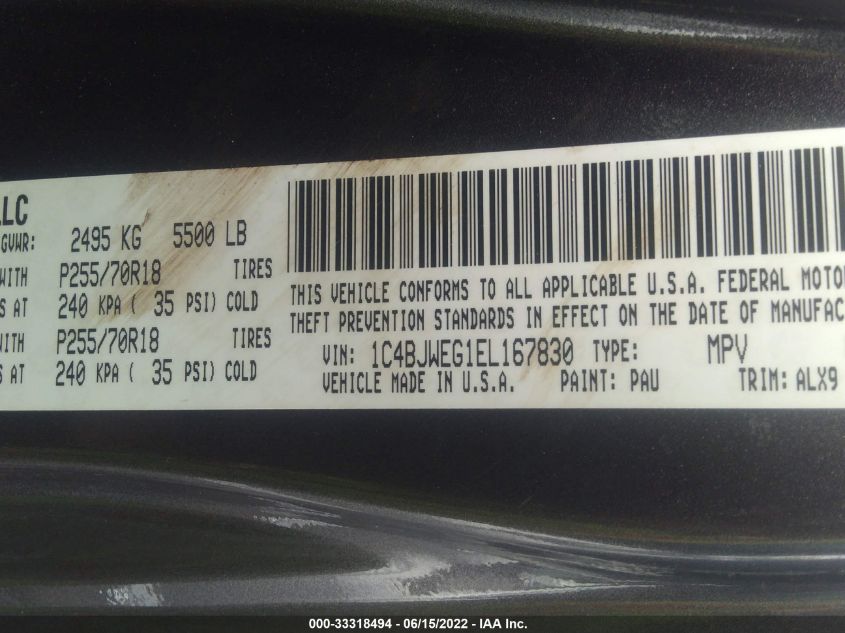 LLC
GVWR: 2495 KG 5500 LB
WITH P255/70R18 TIRES
S AT 240 KPA ( 35 PSI) COLD
WITH P255/70R18 TIRES
S AT 240 KPA ( 35 PSI) COLD
THIS VEHICLE CONFORMS TO ALL APPLICABLE U.S.A. FEDERAL MOTO
THEFT PREVENTION STANDARDS IN EFFECT ON THE DATE OF MANUFAC
VIN: 1C4BJWEG1EL167830 TYPE: MPV
VEHICLE MADE IN U.S.A. PAINT: PAU TRIM: ALX9
000-33318494 - 06/15/2022 - IAA Inc.